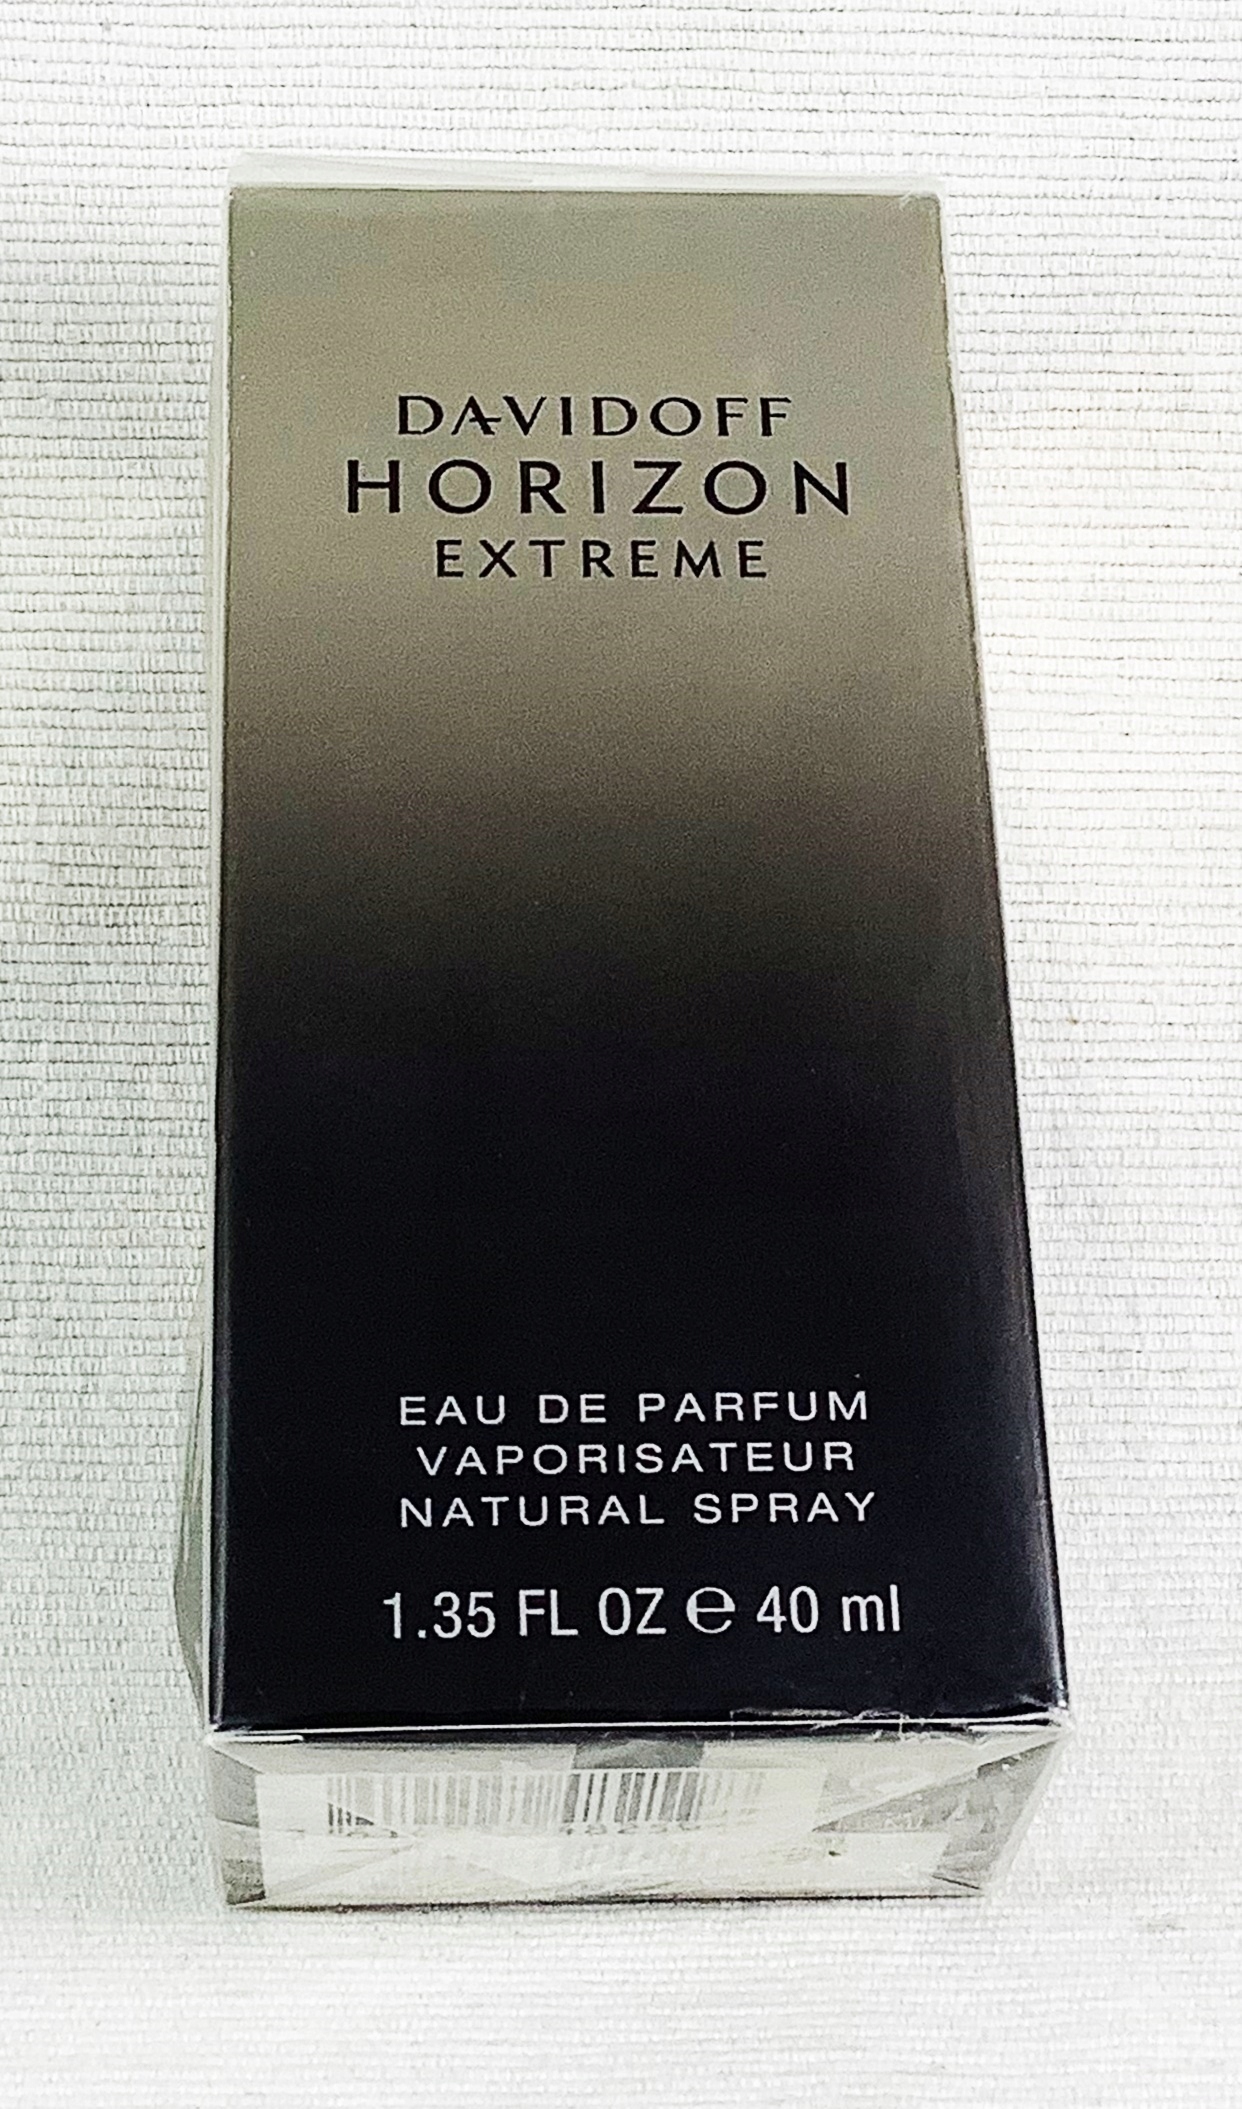 DAVIDOFF
HORIZON
EXTREME
EAU DE PARFUM
VAPORISATEUR
NATURAL SPRAY
1.35 FL OZ ℮ 40 ml